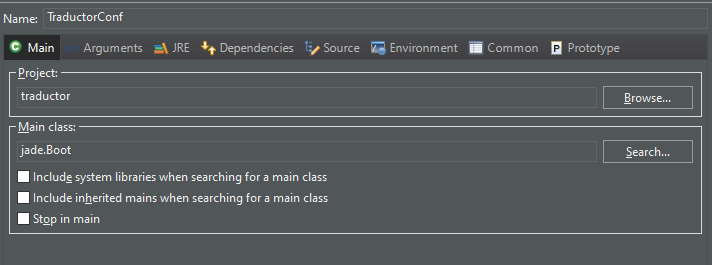 Name: TraductorConf
Main Arguments JRE Dependencies Source Environment Common Prototype
Project:
traductor Browse...
Main class:
jade.Boot Search...
Include system libraries when searching for a main class
Include inherited mains when searching for a main class
Stop in main